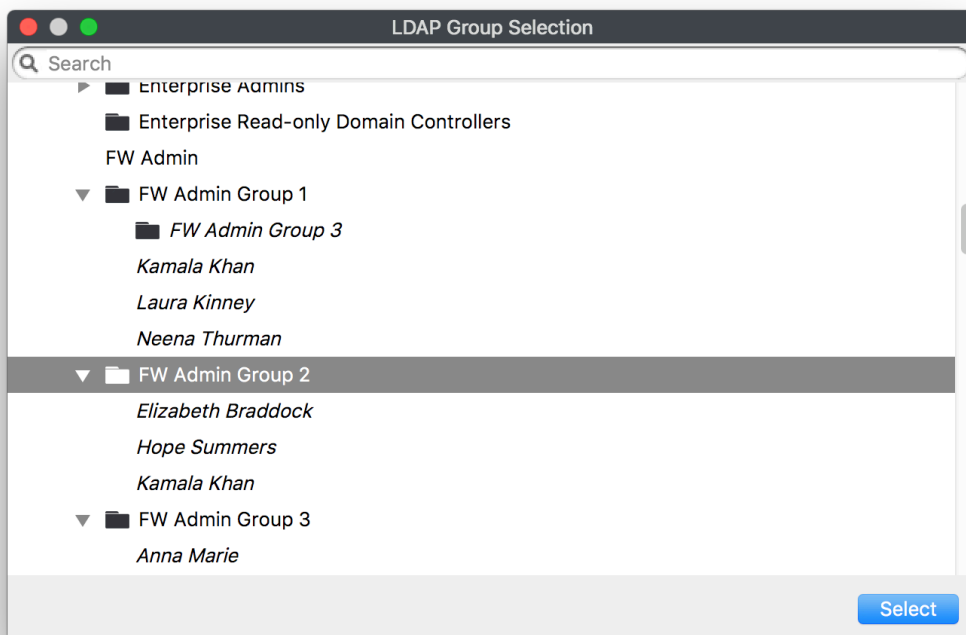 LDAP Group Selection
Search
Enterprise Admins
Enterprise Read-only Domain Controllers
FW Admin
FW Admin Group 1
FW Admin Group 3
Kamala Khan
Laura Kinney
Neena Thurman
FW Admin Group 2
Elizabeth Braddock
Hope Summers
Kamala Khan
FW Admin Group 3
Anna Marie
Select